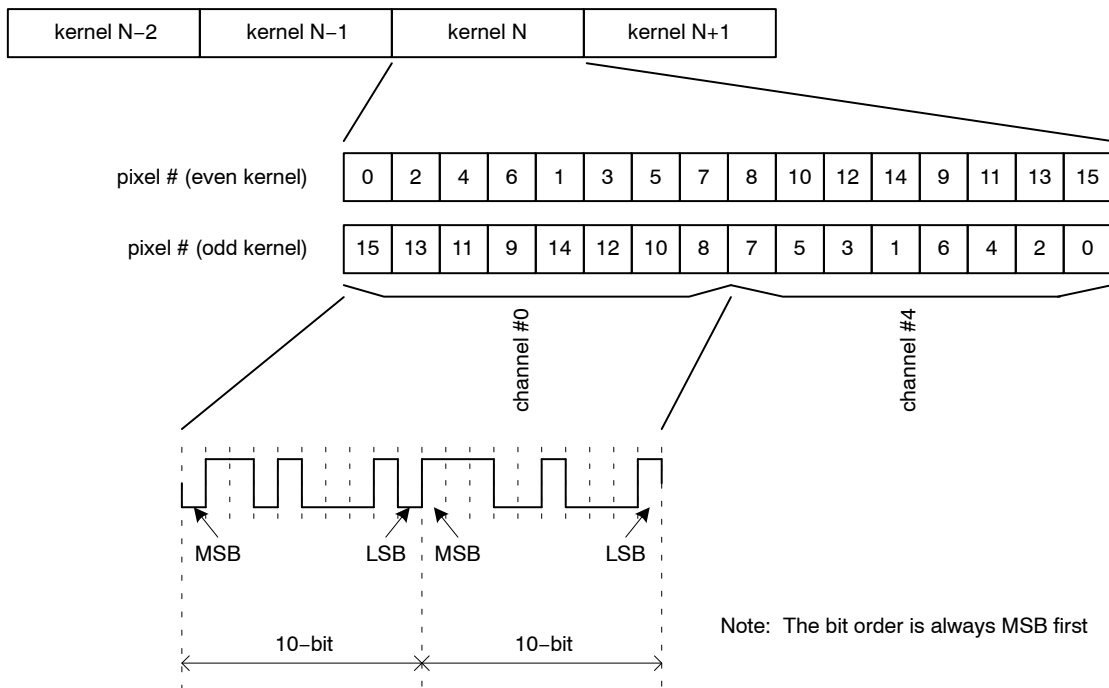 kernel N−2 kernel N−1 kernel N kernel N+1
pixel # (even kernel) 0 2 4 6 1 3 5 7 8 10 12 14 9 11 13 15
pixel # (odd kernel) 15 13 11 9 14 12 10 8 7 5 3 1 6 4 2 0
channel #0
channel #4
MSB LSB MSB LSB
Note: The bit order is always MSB first
10−bit 10−bit